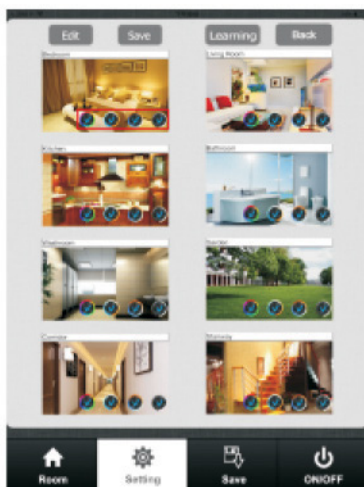 Edit Save Learning Back
Bedroom Living Room
Kitchen Bathroom
Washroom Garden
Corridor Stairway
Room Setting Save ON/OFF